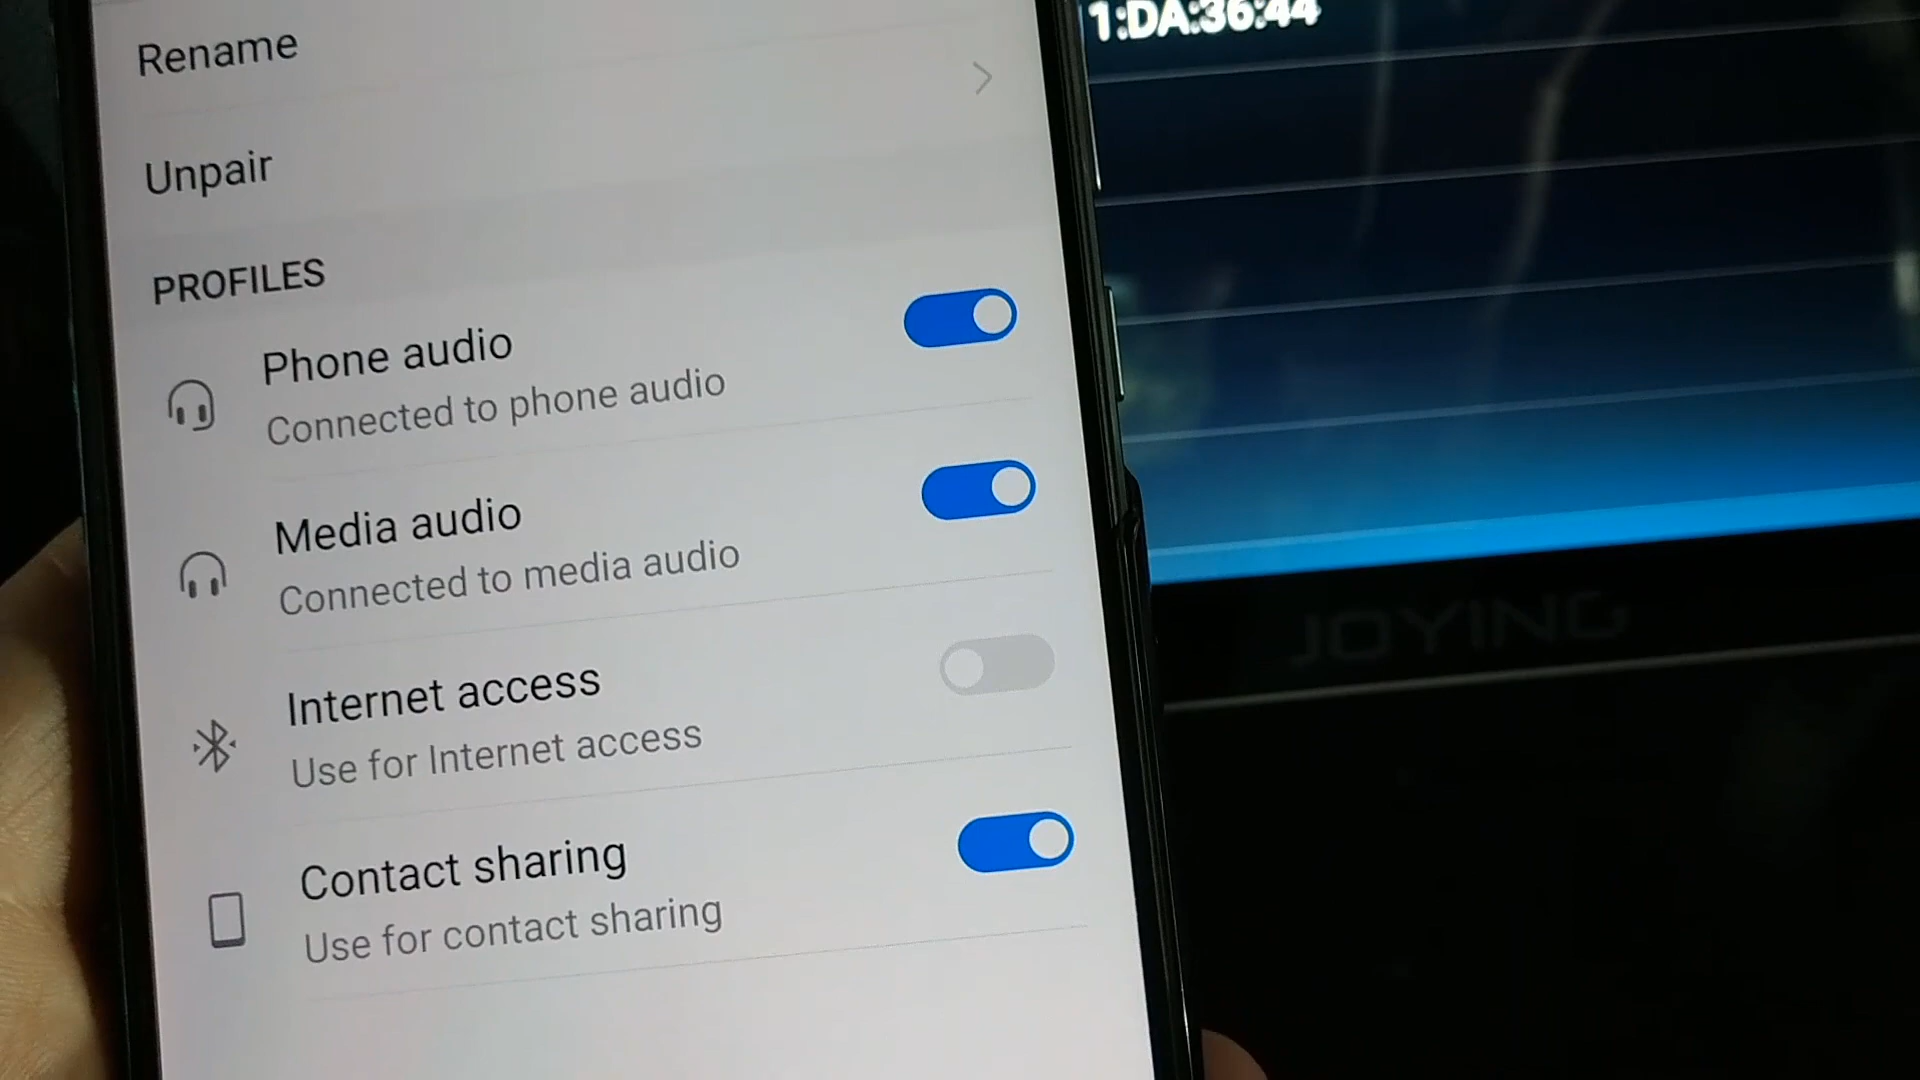 Rename
Unpair
PROFILES
Phone audio
Connected to phone audio
Media audio
Connected to media audio
Internet access
Use for Internet access
Contact sharing
Use for contact sharing
1:DA:36:44
JOYING